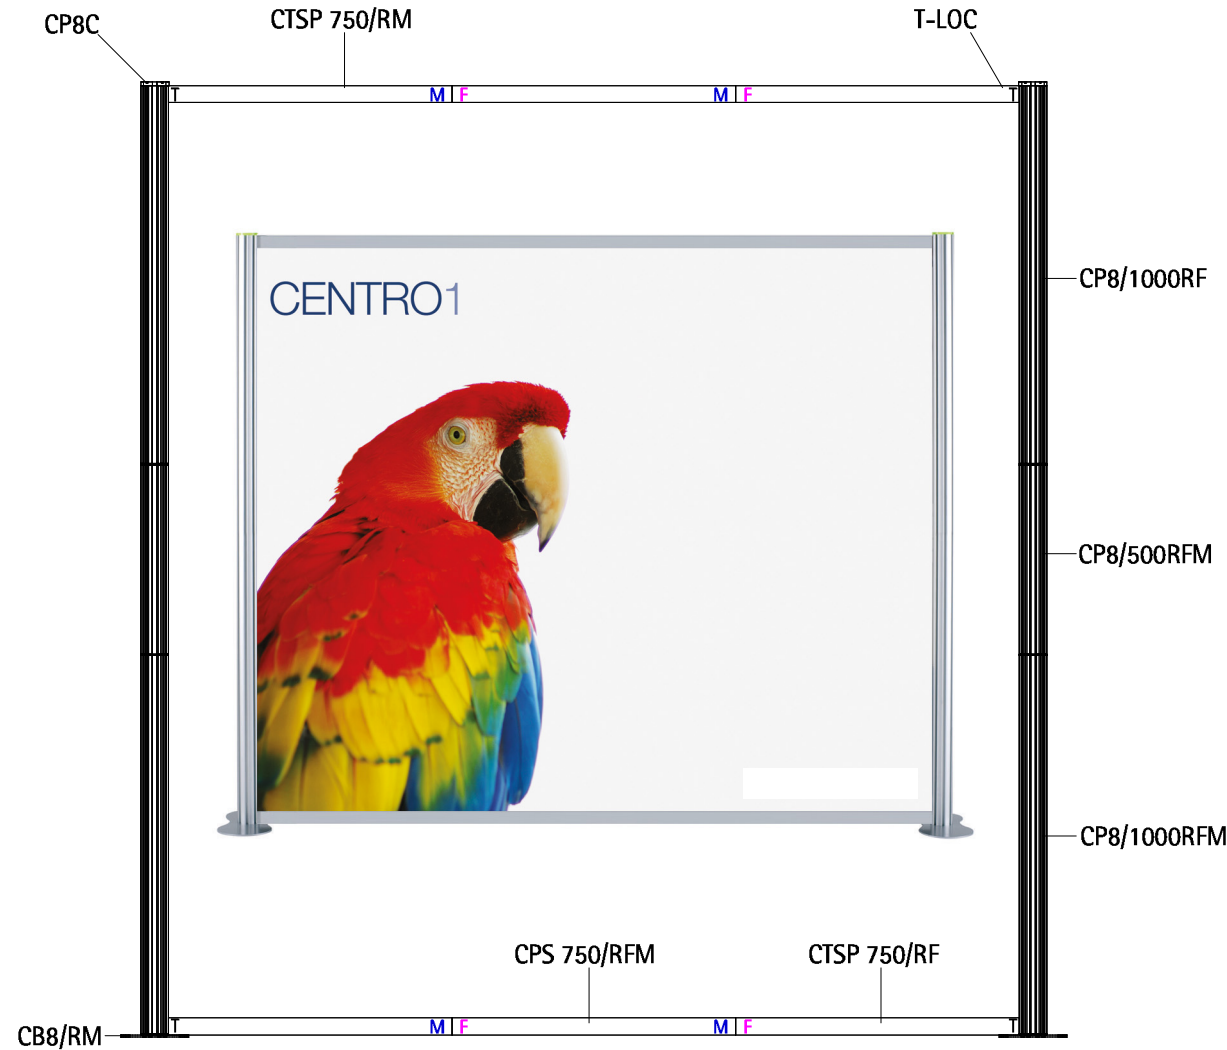 CP8C
CTSP 750/RM
T-LOC
T
M F
M F
T
CP8/1000RF
CENTRO1
CP8/500RFM
CP8/1000RFM
CPS 750/RFM
CTSP 750/RF
T
M F
M F
T
CB8/RM